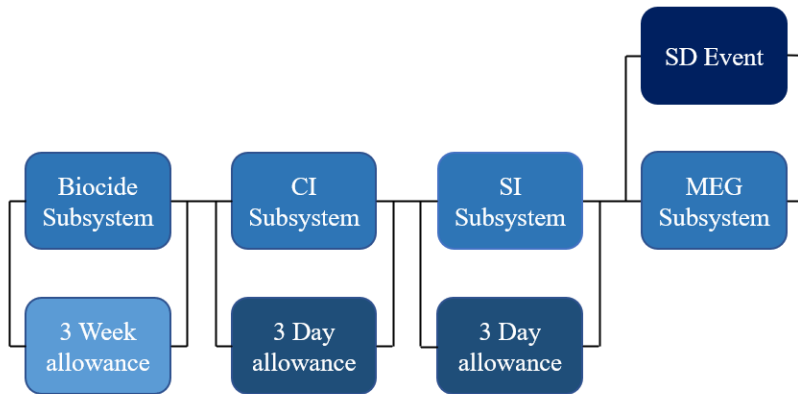 SD Event
Biocide
Subsystem
CI
Subsystem
SI
Subsystem
MEG
Subsystem
3 Week
allowance
3 Day
allowance
3 Day
allowance